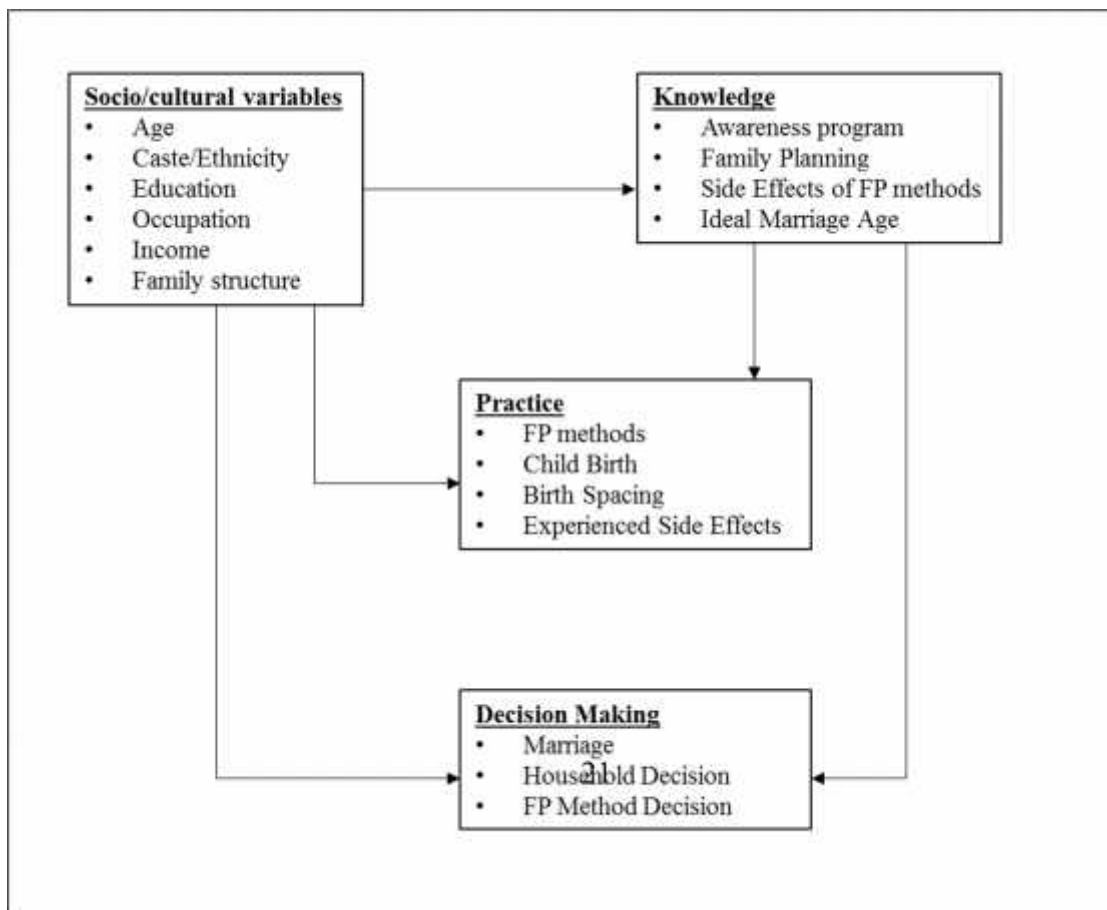 Socio/cultural variables
• Age
• Caste/Ethnicity
• Education
• Occupation
• Income
• Family structure
Knowledge
• Awareness program
• Family Planning
• Side Effects of FP methods
• Ideal Marriage Age
Practice
• FP methods
• Child Birth
• Birth Spacing
• Experienced Side Effects
Decision Making
• Marriage
• Household Decision
21
• FP Method Decision